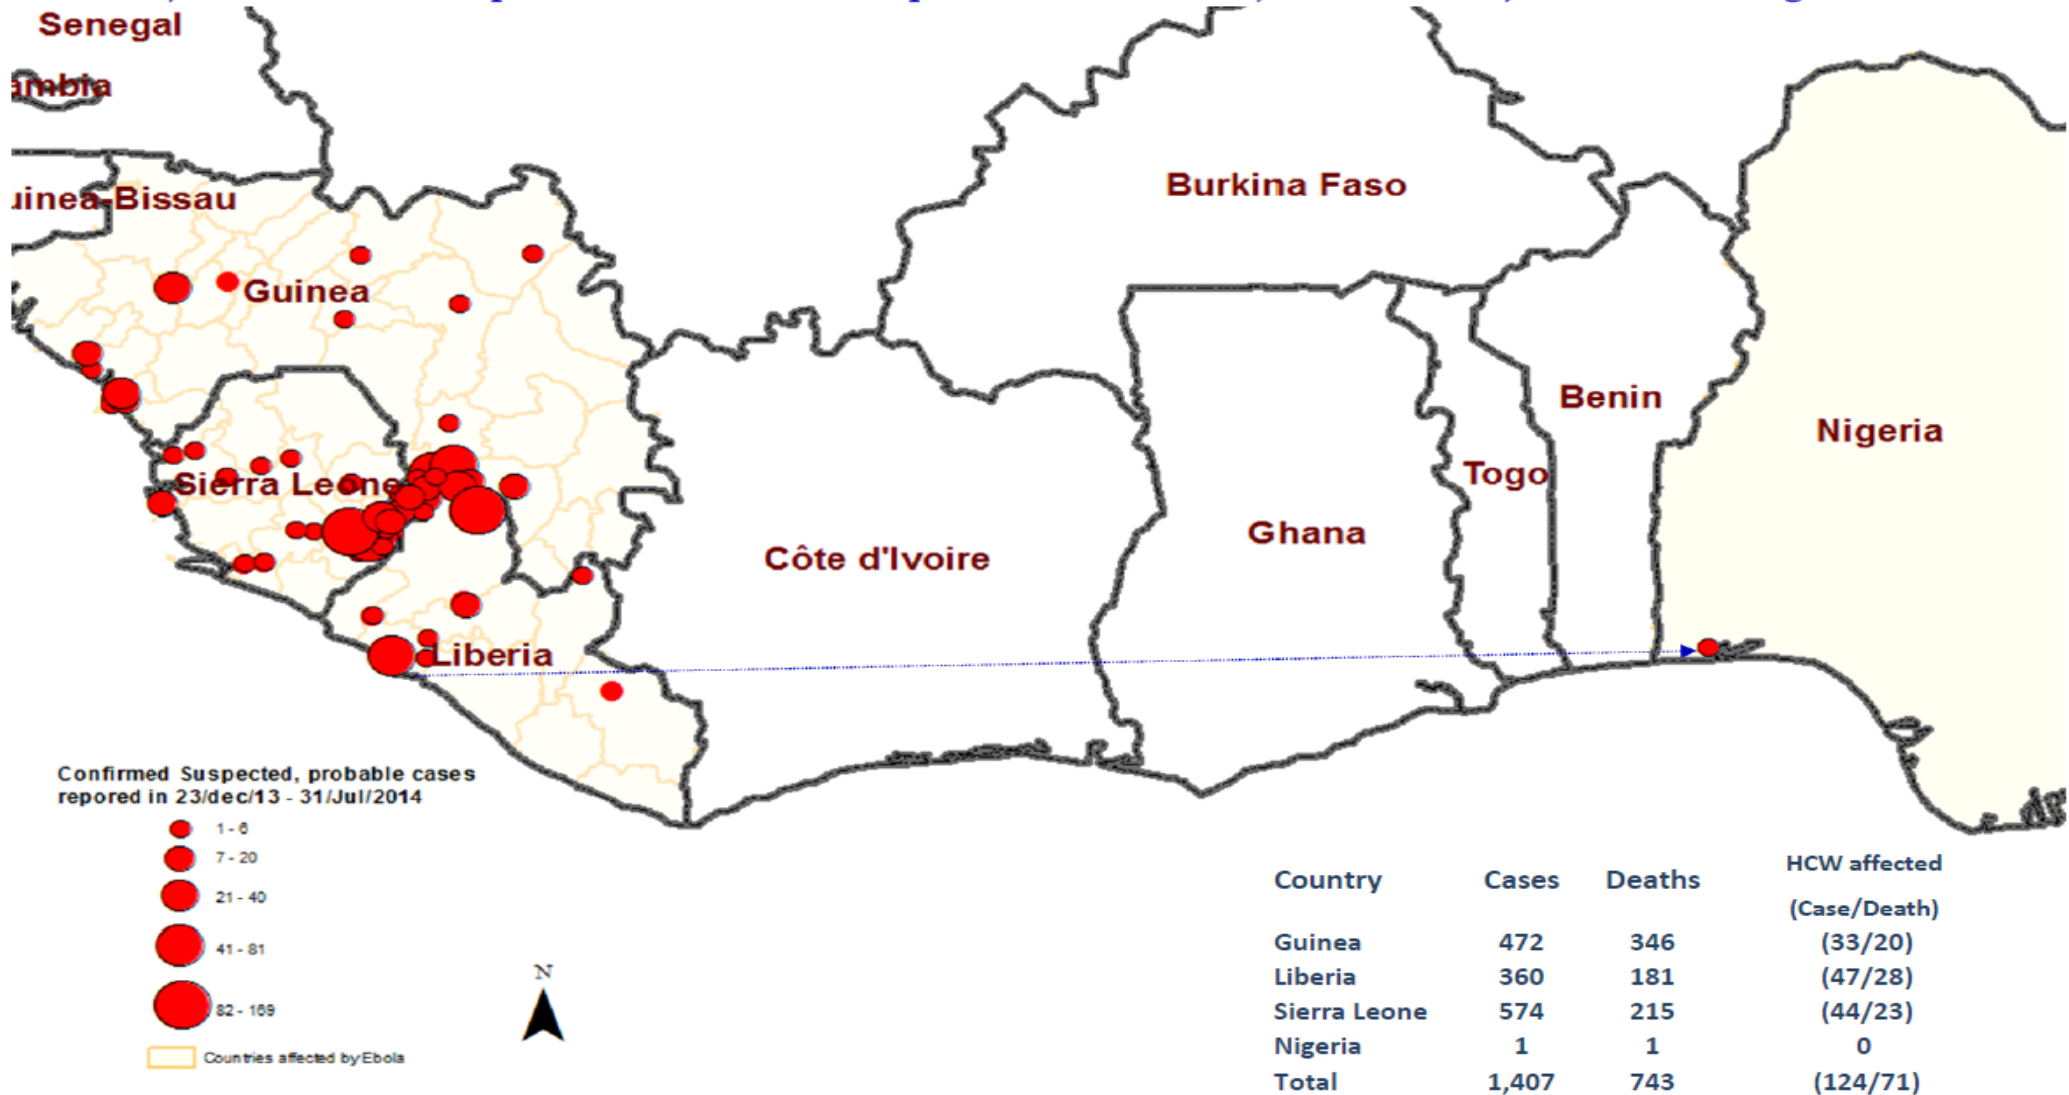 Senegal
ambia
uinea-Bissau
Burkina Faso
Guinea
Benin
Nigeria
Togo
Sierra Leone
Ghana
Côte d'Ivoire
Liberia
Confirmed Suspected, probable cases
repored in 23/dec/13 - 31/Jul/2014
1 - 6
7 - 20
21 - 40
41 - 81
82 - 169
Countries affected by Ebola
N
Country Cases Deaths HCW affected
(Case/Death)
Guinea 472 346 (33/20)
Liberia 360 181 (47/28)
Sierra Leone 574 215 (44/23)
Nigeria 1 1 0
Total 1,407 743 (124/71)